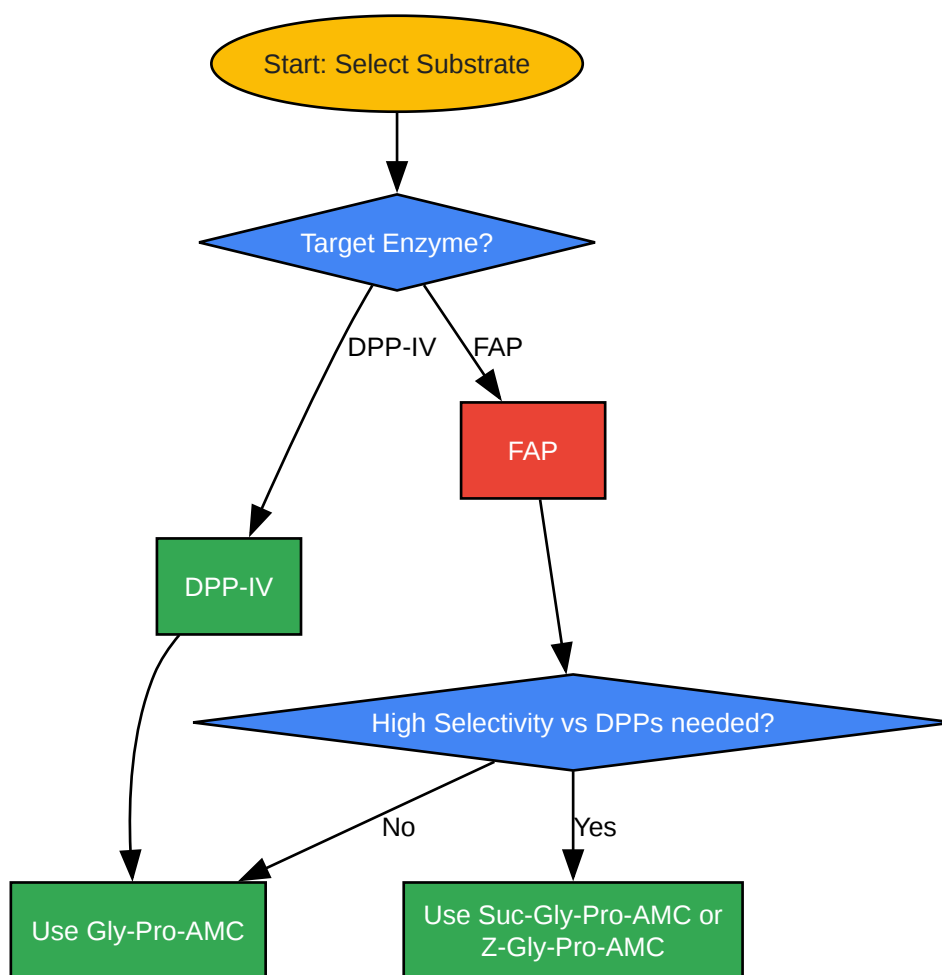 Start: Select Substrate
Target Enzyme?
DPP-IV
FAP
FAP
DPP-IV
High Selectivity vs DPPs needed?
No
Yes
Use Gly-Pro-AMC
Use Suc-Gly-Pro-AMC or
Z-Gly-Pro-AMC